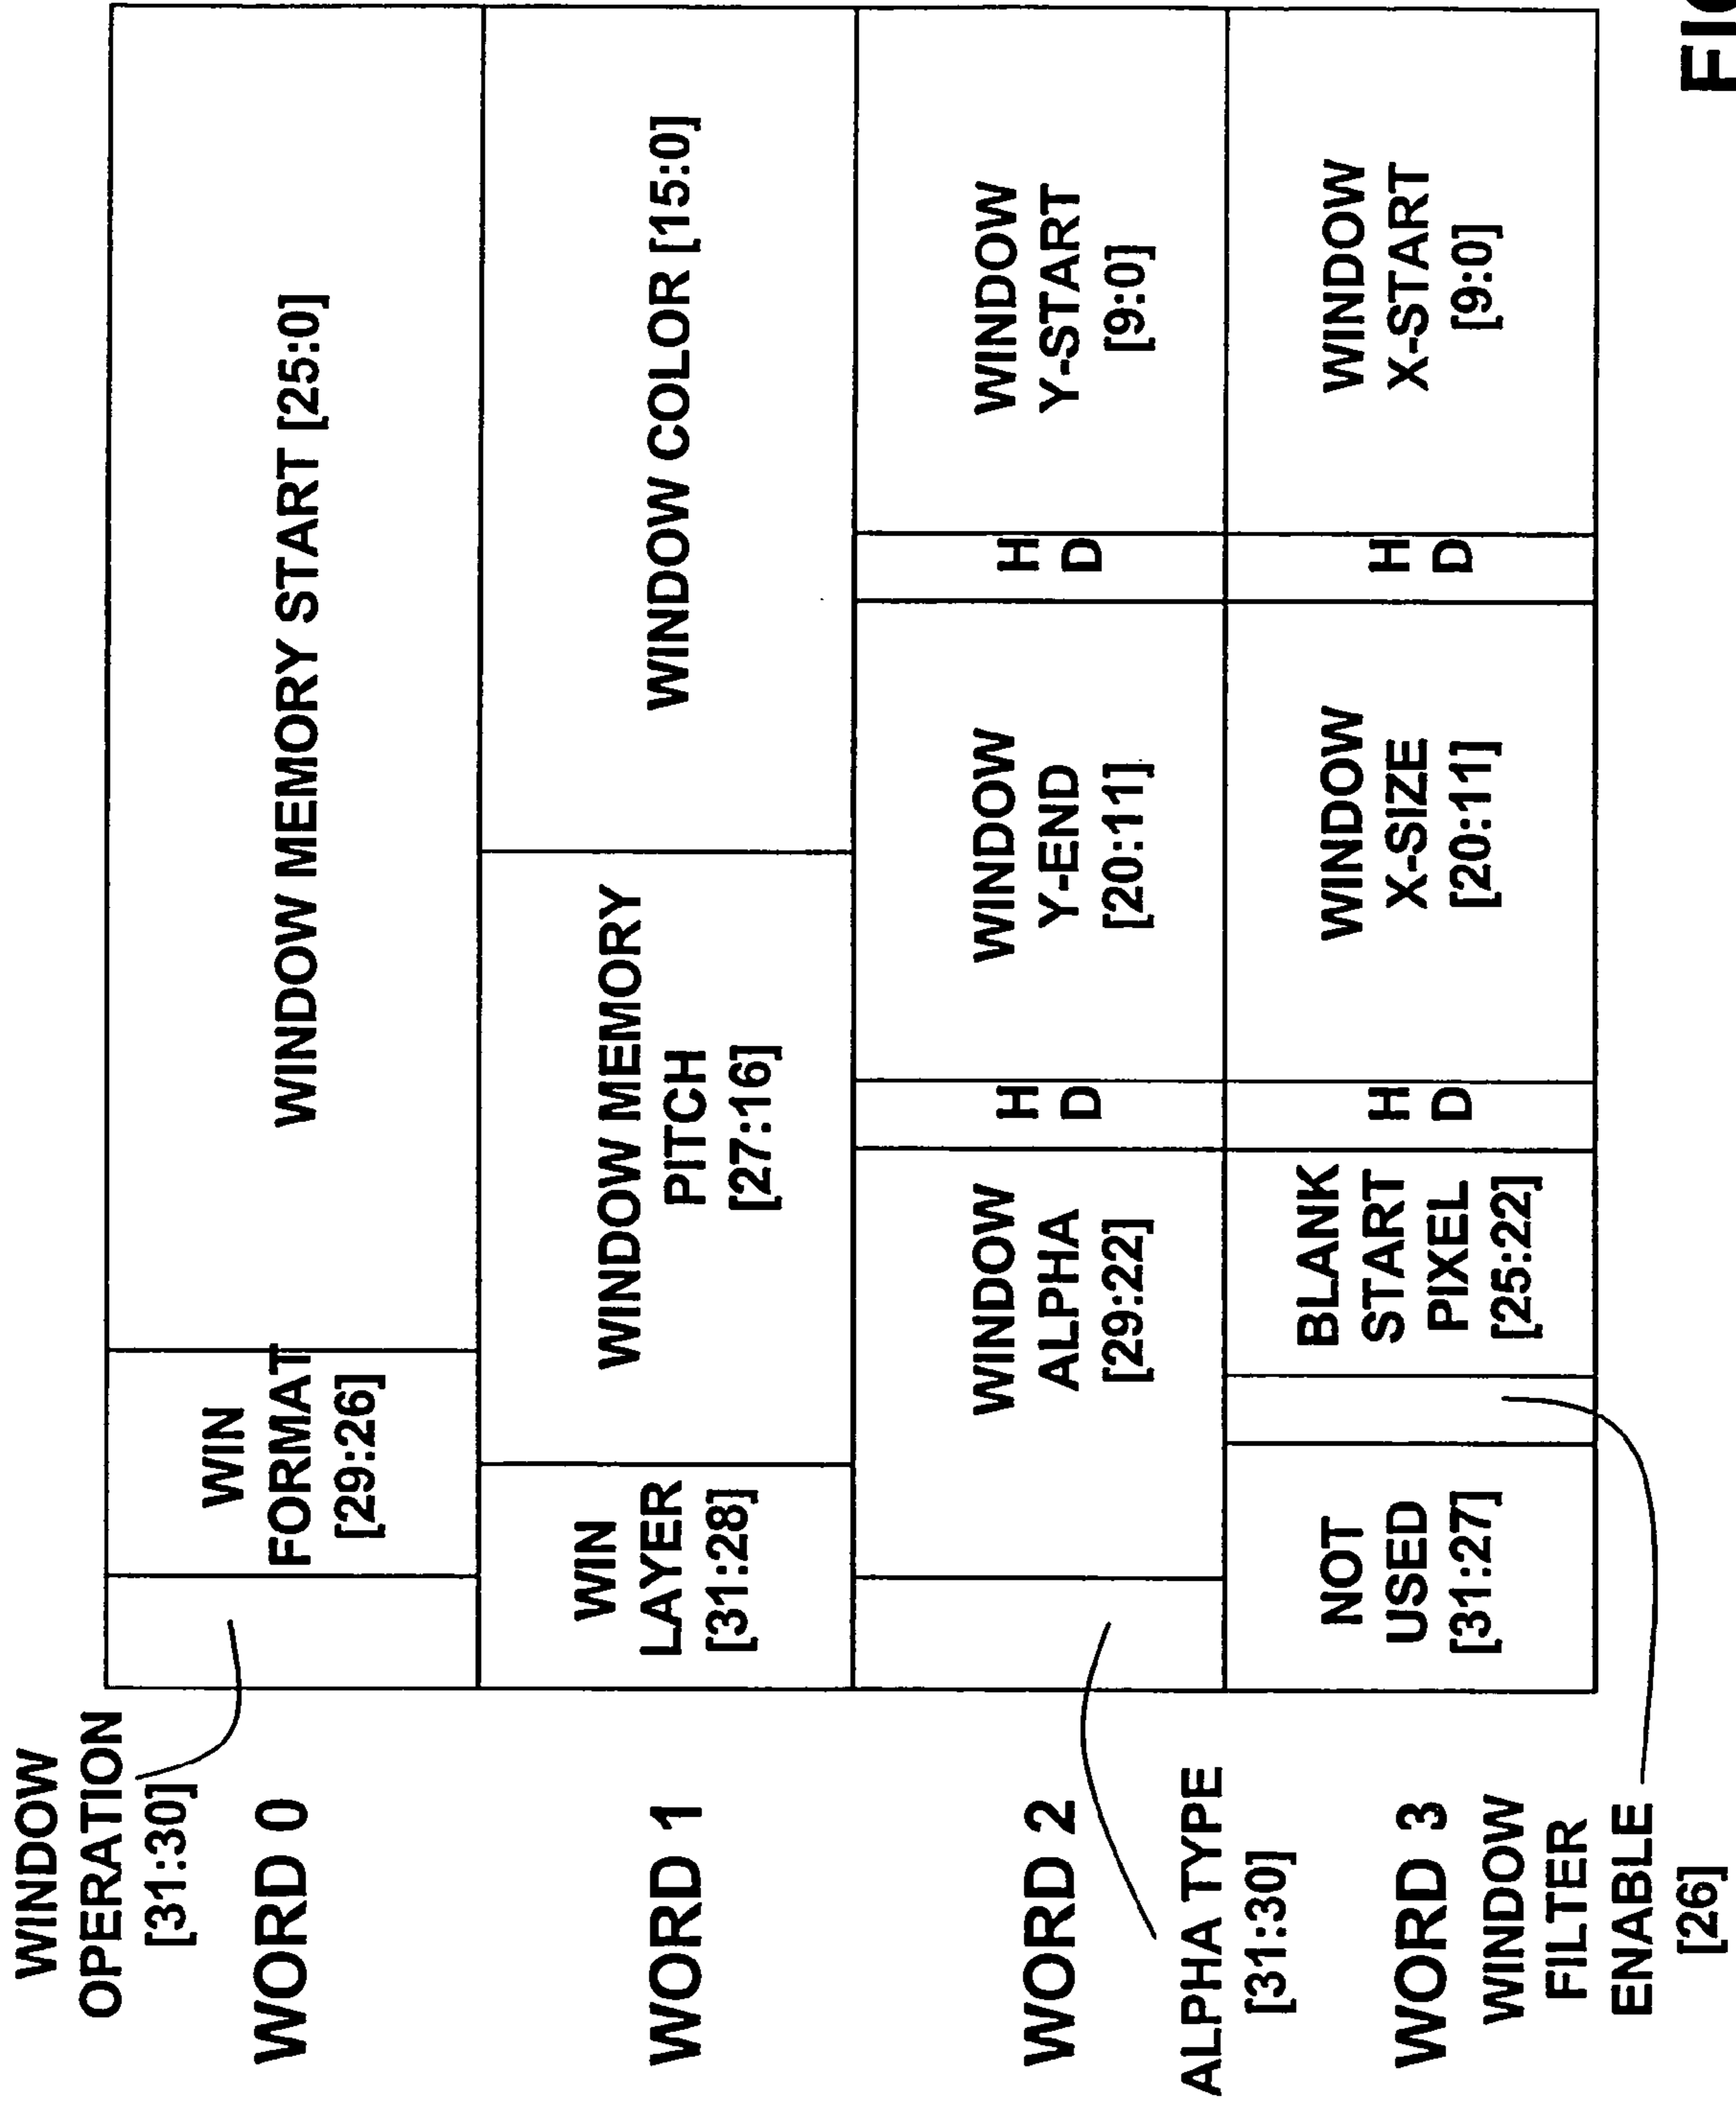 WINDOW
OPERATION
[31:30]
WORD 0
WIN
FORMAT
[29:26]
WINDOW MEMORY START [25:0]
WORD 1
WIN
LAYER
[31:28]
WINDOW MEMORY
PITCH
[27:16]
WINDOW COLOR [15:0]
WORD 2
ALPHA TYPE
[31:30]
WINDOW
ALPHA
[29:22]
H
D
WINDOW
Y-END
[20:11]
H
D
WINDOW
Y-START
[9:0]
WORD 3
NOT
USED
[31:27]
WINDOW
FILTER
ENABLE
[26]
BLANK
START
PIXEL
[25:22]
H
D
WINDOW
X-SIZE
[20:11]
H
D
WINDOW
X-START
[9:0]